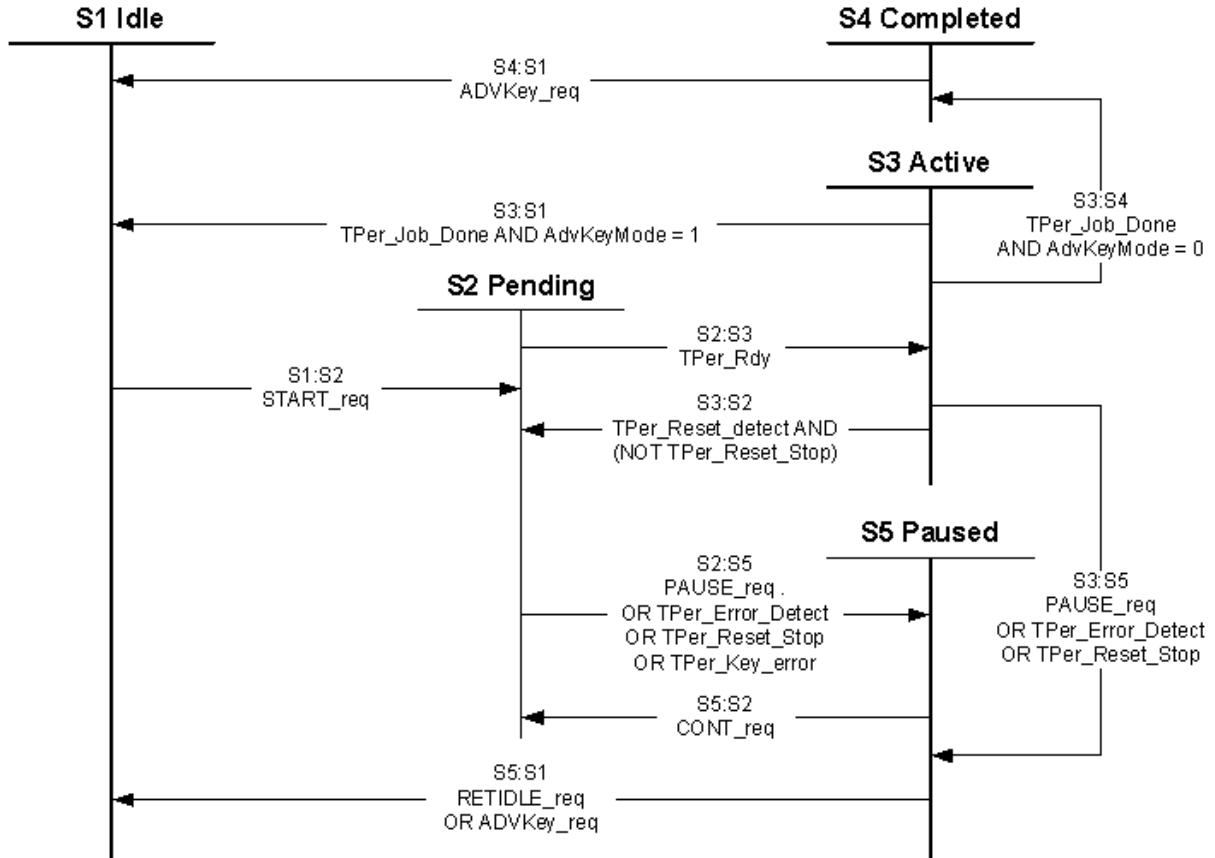 S1 Idle
S4 Completed
S4:S1
ADVKey_req
S3 Active
S3:S1
TPer_Job_Done AND AdvKeyMode = 1
S3:S4
TPer_Job_Done
AND AdvKeyMode = 0
S2 Pending
S2:S3
TPer_Rdy
S1:S2
START_req
S3:S2
TPer_Reset_detect AND
(NOT TPer_Reset_Stop)
S5 Paused
S2:S5
PAUSE_req .
OR TPer_Error_Detect
OR TPer_Reset_Stop
OR TPer_Key_error
S3:S5
PAUSE_req
OR TPer_Error_Detect
OR TPer_Reset_Stop
S5:S2
CONT_req
S5:S1
RETIDLE_req
OR ADVKey_req